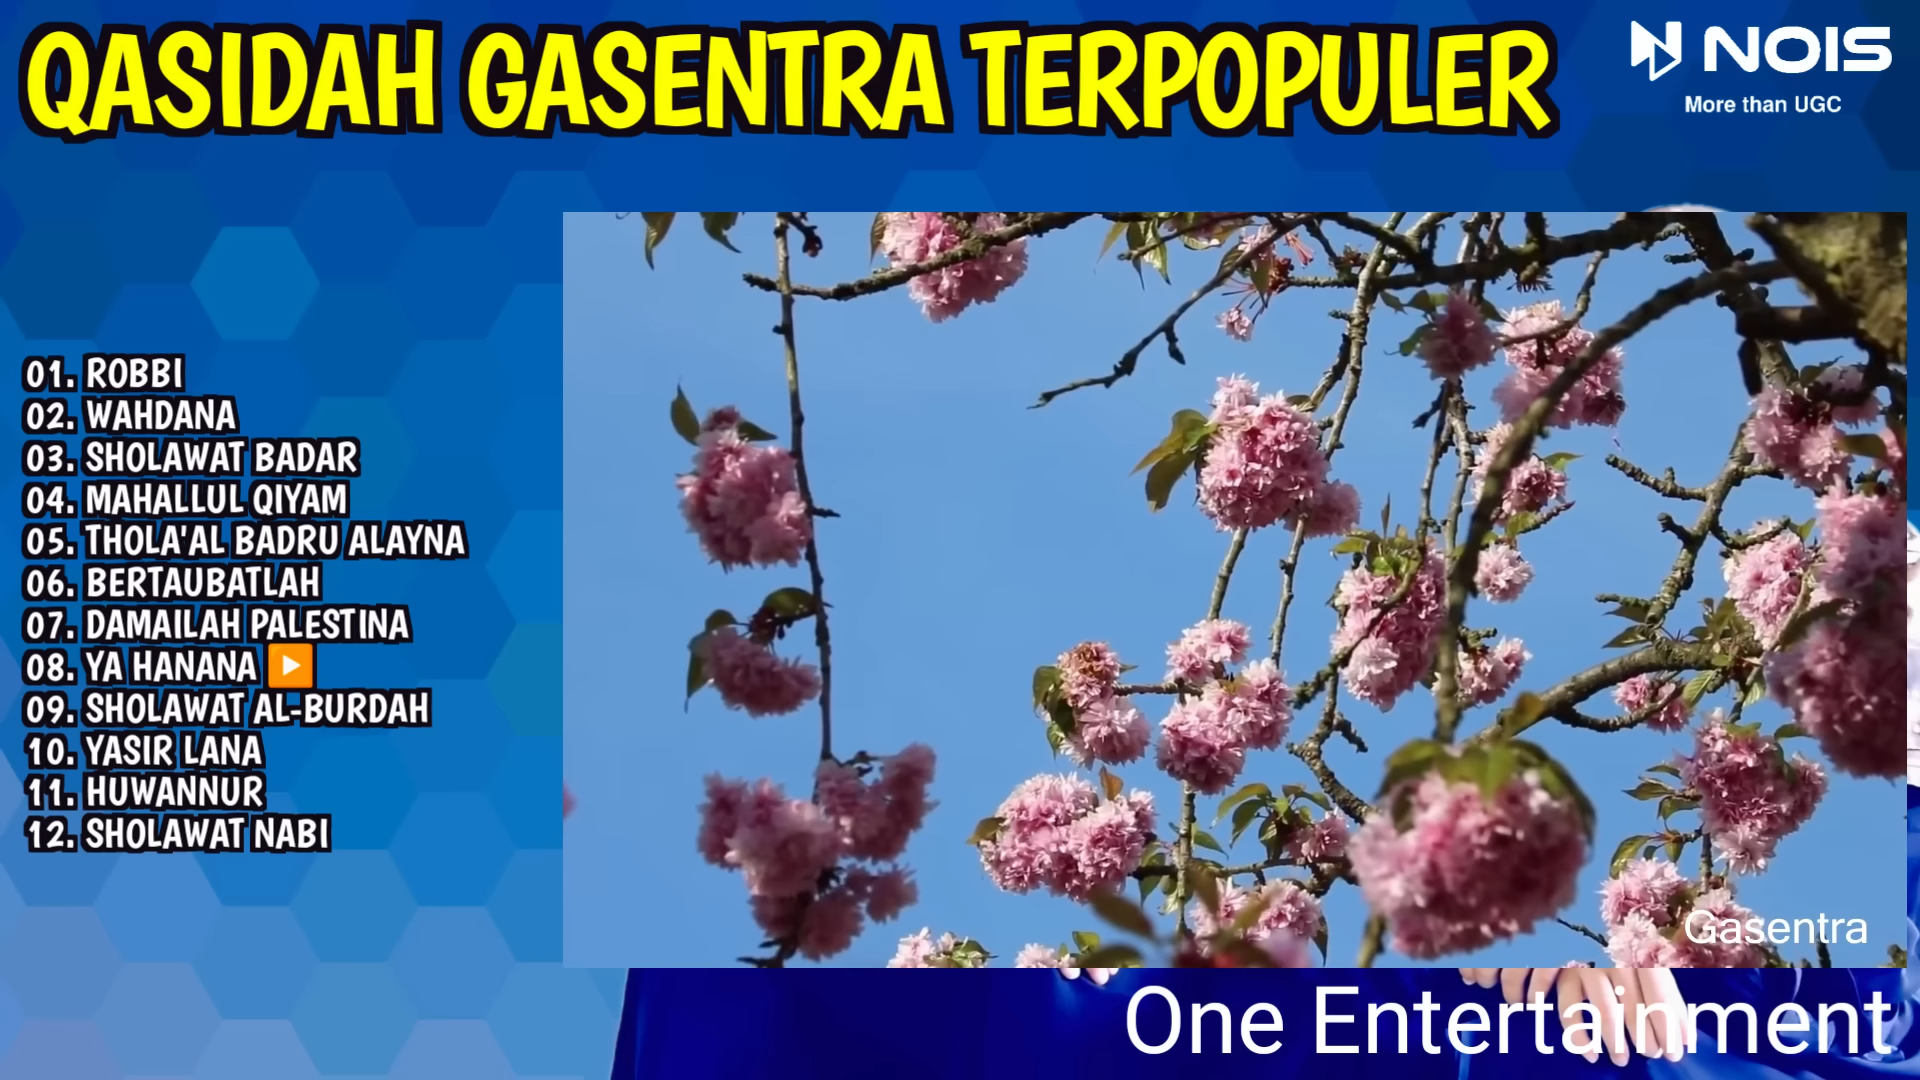 QASIDAH GASENTRA TERPOPULER
NOIS
More than UGC
01. ROBBI
02. WAHDANA
03. SHOLAWAT BADAR
04. MAHALLUL QIYAM
05. THOLA'AL BADRU ALAYNA
06. BERTAUBATLAH
07. DAMAILAH PALESTINA
08. YA HANANA ▶️
09. SHOLAWAT AL-BURDAH
10. YASIR LANA
11. HUWANNUR
12. SHOLAWAT NABI
Gasentra
One Entertainment